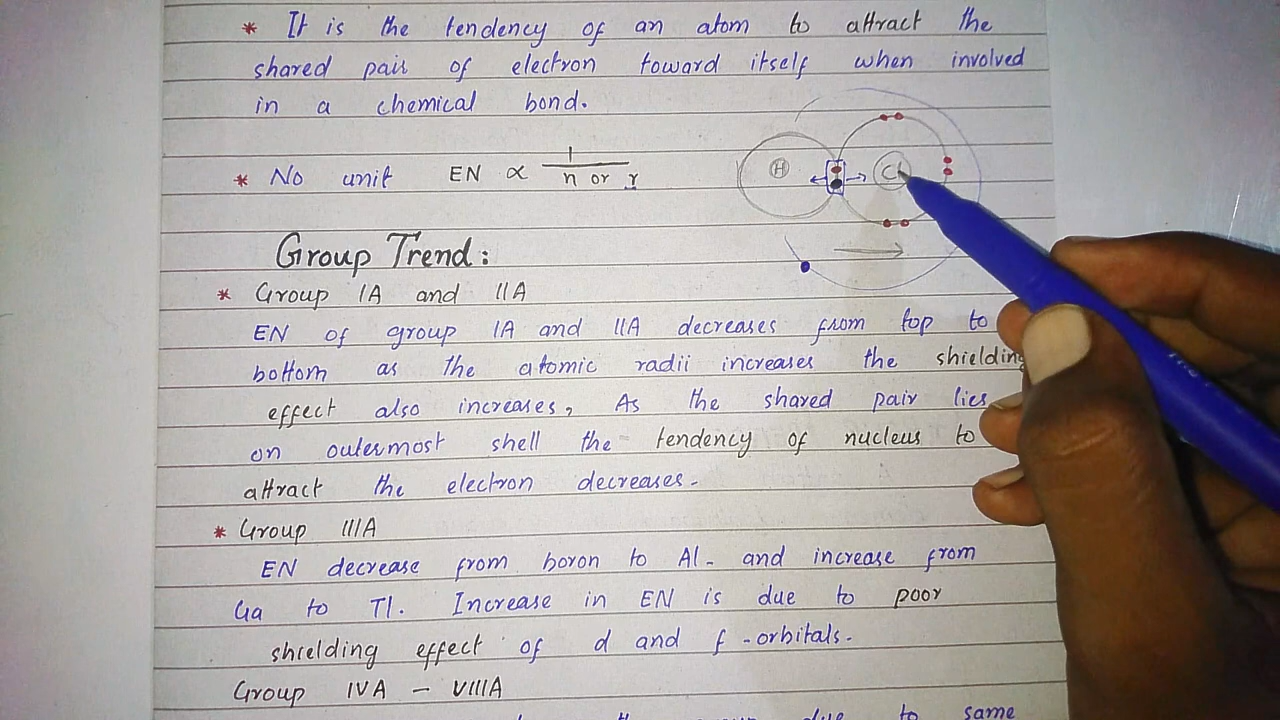 * It is the tendency of an atom to attract the
shared pair of electron toward itself when involved
in a chemical bond.
* No unit EN ∝ 1 / n or r
H Cl
Group Trend:
* Group IA and IIA
EN of group IA and IIA decreases from top to
bottom as the atomic radii increases the shielding
effect also increases, As the shared pair lies
on outermost shell the tendency of nucleus to
attract the electron decreases.
* Group IIIA
EN decrease from boron to Al. and increase from
Ga to Tl. Increase in EN is due to poor
shielding effect of d and f-orbitals.
Group IVA - VIIIA
due to same